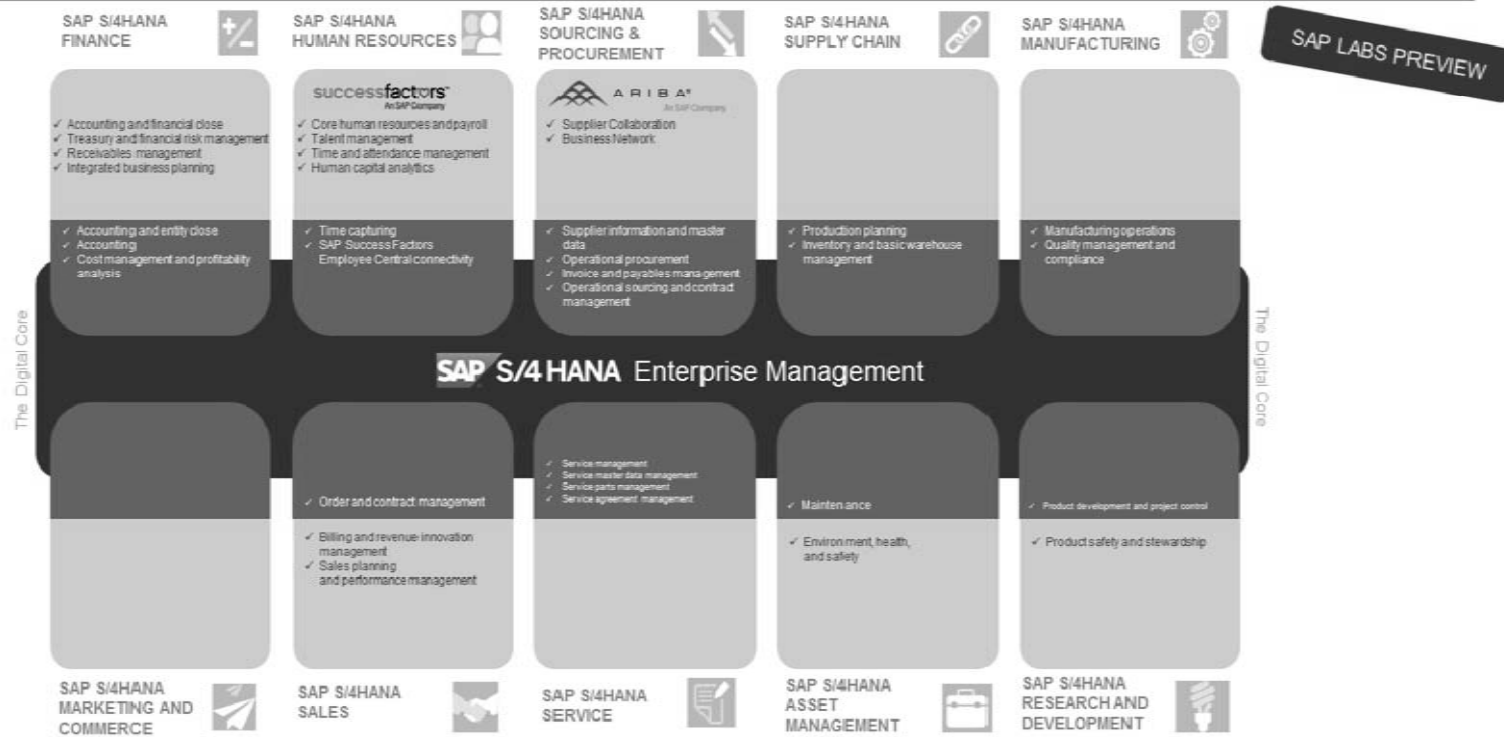 SAP S/4HANA
FINANCE
SAP S/4HANA
HUMAN RESOURCES
SAP S/4HANA
SOURCING &
PROCUREMENT
SAP S/4HANA
SUPPLY CHAIN
SAP S/4HANA
MANUFACTURING
SAP LABS PREVIEW
✓ Accounting and financial close
✓ Treasury and financial risk management
✓ Receivables management
✓ Integrated business planning
successfactors™
An SAP Company
✓ Core human resources and payroll
✓ Talent management
✓ Time and attendance management
✓ Human capital analytics
ARIBA®
An SAP Company
✓ Supplier Collaboration
✓ Business Network
✓ Accounting and entity close
✓ Accounting
✓ Cost management and profitability
analysis
✓ Time capturing
✓ SAP Success Factors
Employee Central connectivity
✓ Supplier information and master
data
✓ Operational procurement
✓ Invoice and payables management
✓ Operational sourcing and contract
management
✓ Production planning
✓ Inventory and basic warehouse
management
✓ Manufacturing operations
✓ Quality management and
compliance
The Digital Core
SAP S/4HANA Enterprise Management
The Digital Core
✓ Order and contract management
✓ Billing and revenue innovation
management
✓ Sales planning
and performance management
✓ Service management
✓ Service master data management
✓ Service parts management
✓ Service agreement management
✓ Maintenance
✓ Environment, health,
and safety
✓ Product development and project control
✓ Product safety and stewardship
SAP S/4HANA
MARKETING AND
COMMERCE
SAP S/4HANA
SALES
SAP S/4HANA
SERVICE
SAP S/4HANA
ASSET
MANAGEMENT
SAP S/4HANA
RESEARCH AND
DEVELOPMENT